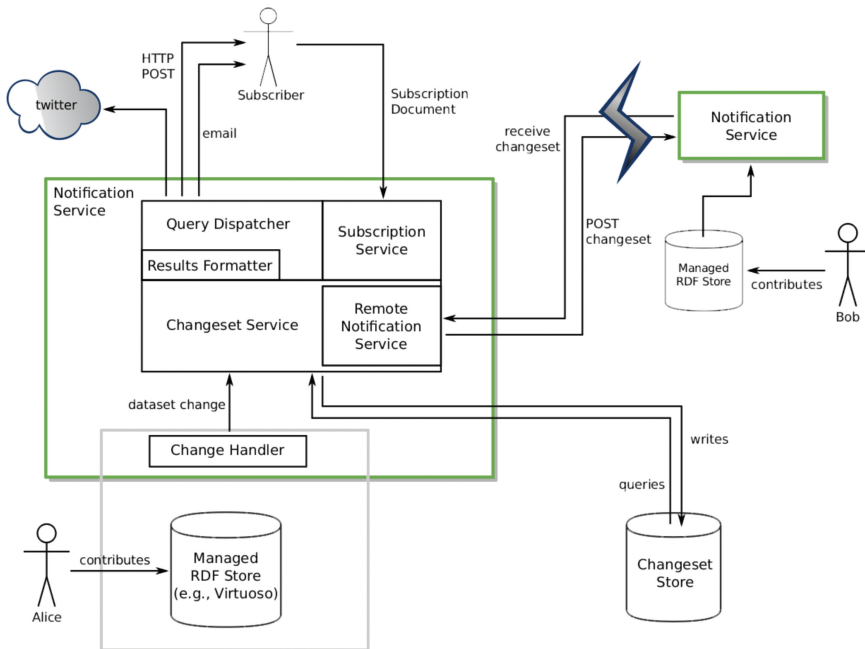 HTTP
POST
Subscriber
twitter
email
Subscription
Document
receive
changeset
Notification
Service
Notification
Service
Query Dispatcher
Subscription
Service
Results Formatter
POST
changeset
Managed
RDF Store
contributes
Bob
Changeset Service
Remote
Notification
Service
dataset change
Change Handler
writes
queries
Alice
contributes
Managed
RDF Store
(e.g., Virtuoso)
Changeset
Store